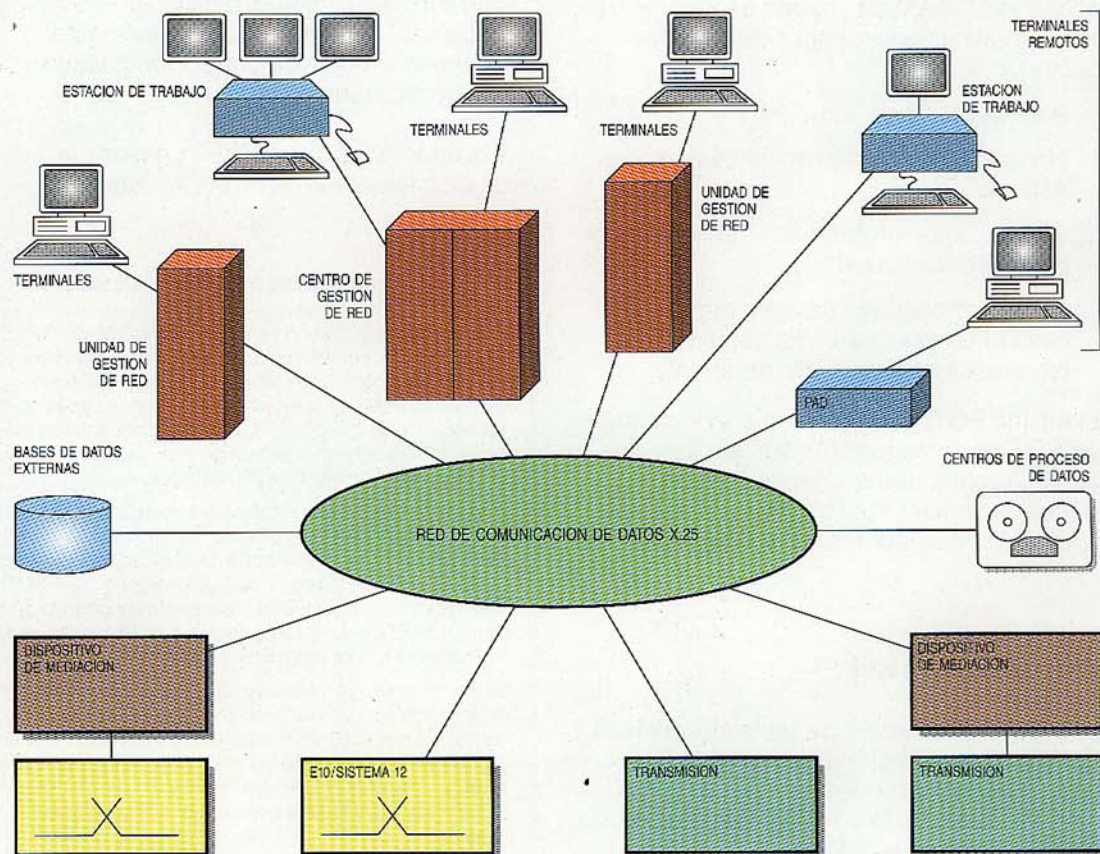 TERMINALES
REMOTOS
ESTACION DE TRABAJO
TERMINALES
TERMINALES
ESTACION
DE TRABAJO
UNIDAD DE
GESTION
DE RED
TERMINALES
CENTRO DE
GESTION
DE RED
UNIDAD DE
GESTION
DE RED
PAD
BASES DE DATOS
EXTERNAS
CENTROS DE PROCESO
DE DATOS
RED DE COMUNICACION DE DATOS X.25
DISPOSITIVO
DE MEDIACION
DISPOSITIVO
DE MEDIACION
E10/SISTEMA 12
TRANSMISION
TRANSMISION